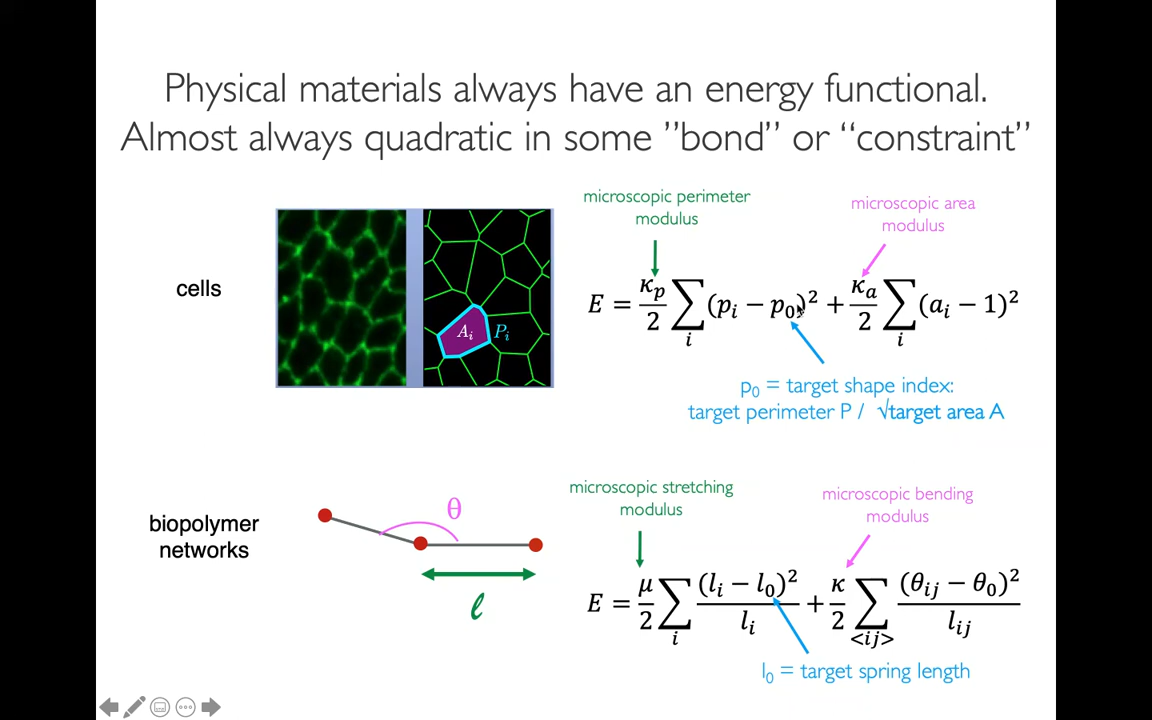 Physical materials always have an energy functional.
Almost always quadratic in some ”bond” or “constraint”
microscopic perimeter
modulus
microscopic area
modulus
cells
A_i P_i
E = κ_p/2 ∑_i (p_i − p_0)² + κ_a/2 ∑_i (a_i − 1)²
p₀ = target shape index:
target perimeter P / √target area A
microscopic stretching
modulus
microscopic bending
modulus
biopolymer
networks
θ
ℓ
E = μ/2 ∑_i (l_i − l_0)²/l_i + κ/2 ∑_<ij> (θ_ij − θ_0)²/l_ij
l₀ = target spring length